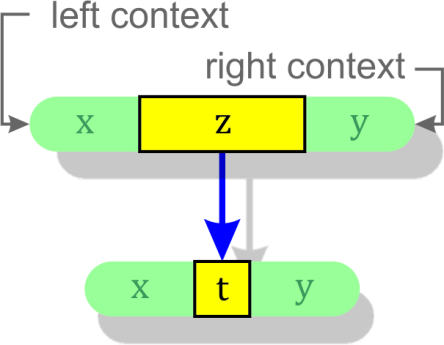 left context
right context
x z y
x t y